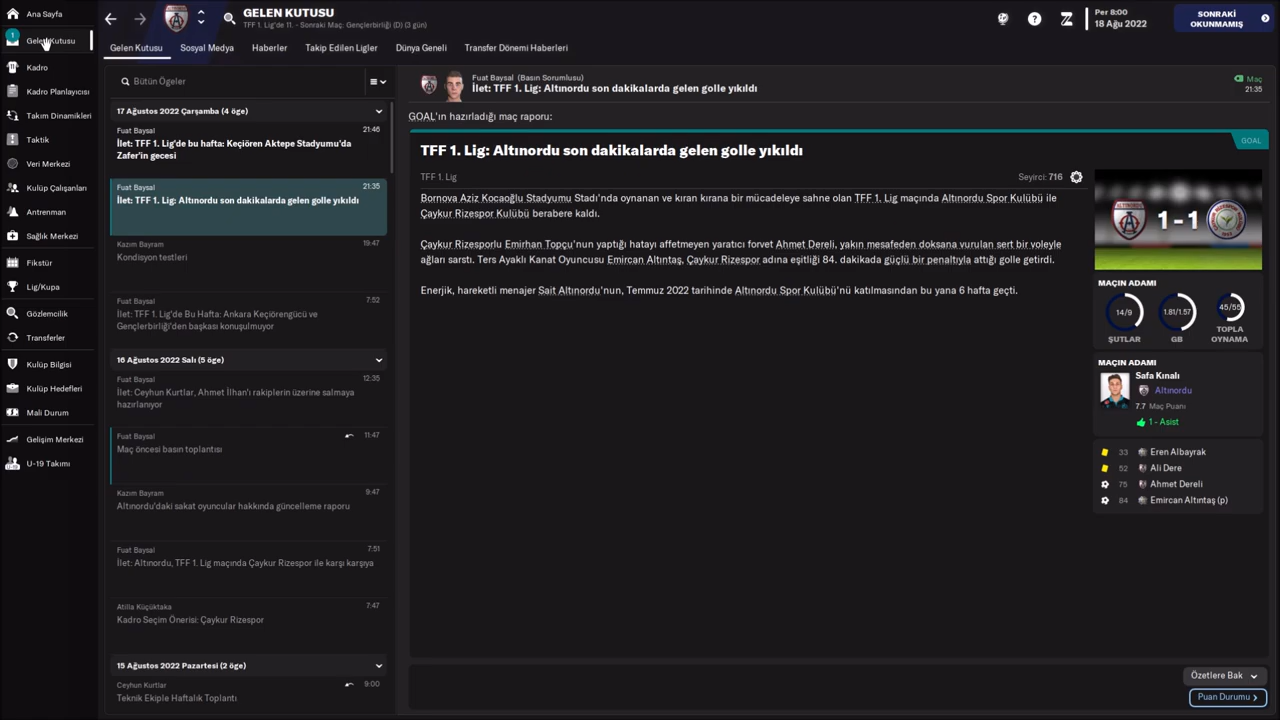 Ana Sayfa
1
Gelen Kutusu
Kadro
Kadro Planlayıcısı
Takım Dinamikleri
Taktik
Veri Merkezi
Kulüp Çalışanları
Antrenman
Sağlık Merkezi
Fikstür
Lig/Kupa
Gözlemcilik
Transferler
Kulüp Bilgisi
Kulüp Hedefleri
Mali Durum
Gelişim Merkezi
U-19 Takımı
GELEN KUTUSU
TFF 1. Lig'de 11. - Sonraki Maç: Gençlerbirliği (D) (3 gün)
Per 8:00
18 Ağu 2022
SONRAKİ
OKUNMAMIŞ
Gelen Kutusu
Sosyal Medya
Haberler
Takip Edilen Ligler
Dünya Geneli
Transfer Dönemi Haberleri
Bütün Ögeler
17 Ağustos 2022 Çarşamba (4 öge)
Fuat Baysal 21:46
İlet: TFF 1. Lig'de bu hafta: Keçiören Aktepe Stadyumu'da
Zafer'in gecesi
Fuat Baysal 21:35
İlet: TFF 1. Lig: Altınordu son dakikalarda gelen golle yıkıldı
Kazım Bayram 19:47
Kondisyon testleri
Fuat Baysal 7:52
İlet: TFF 1. Lig'de Bu Hafta: Ankara Keçiörengücü ve
Gençlerbirliği'den başkası konuşulmuyor
16 Ağustos 2022 Salı (5 öge)
Fuat Baysal 12:35
İlet: Ceyhun Kurtlar, Ahmet İlhan'ı rakiplerin üzerine salmaya
hazırlanıyor
Fuat Baysal 11:47
Maç öncesi basın toplantısı
Kazım Bayram 9:47
Altınordu'daki sakat oyuncular hakkında güncelleme raporu
Fuat Baysal 7:51
İlet: Altınordu, TFF 1. Lig maçında Çaykur Rizespor ile karşı karşıya
Atilla Küçüktaka 7:47
Kadro Seçim Önerisi: Çaykur Rizespor
15 Ağustos 2022 Pazartesi (2 öge)
Ceyhun Kurtlar 9:00
Teknik Ekiple Haftalık Toplantı
Fuat Baysal (Basın Sorumlusu)
İlet: TFF 1. Lig: Altınordu son dakikalarda gelen golle yıkıldı
Maç
21:35
GOAL'ın hazırladığı maç raporu:
GOAL
TFF 1. Lig: Altınordu son dakikalarda gelen golle yıkıldı
TFF 1. Lig
Seyirci: 716
Bornova Aziz Kocaoğlu Stadyumu Stadı'nda oynanan ve kıran kırana bir mücadeleye sahne olan TFF 1. Lig maçında Altınordu Spor Kulübü ile
Çaykur Rizespor Kulübü berabere kaldı.
Çaykur Rizesporlu Emirhan Topçu'nun yaptığı hatayı affetmeyen yaratıcı forvet Ahmet Dereli, yakın mesafeden doksana vurulan sert bir voleyle
ağları sarstı. Ters Ayaklı Kanat Oyuncusu Emircan Altıntaş, Çaykur Rizespor adına eşitliği 84. dakikada güçlü bir penaltıyla attığı golle getirdi.
Enerjik, hareketli menajer Sait Altınordu'nun, Temmuz 2022 tarihinde Altınordu Spor Kulübü'nü katılmasından bu yana 6 hafta geçti.
1-1
MAÇIN ADAMI
14/9
1.81/1.57
45/55
ŞUTLAR
GB
TOPLA
OYNAMA
MAÇIN ADAMI
Safa Kınalı
Altınordu
7.7 Maç Puanı
1 - Asist
33 Eren Albayrak
52 Ali Dere
75 Ahmet Dereli
84 Emircan Altıntaş (p)
Özetlere Bak
Puan Durumu